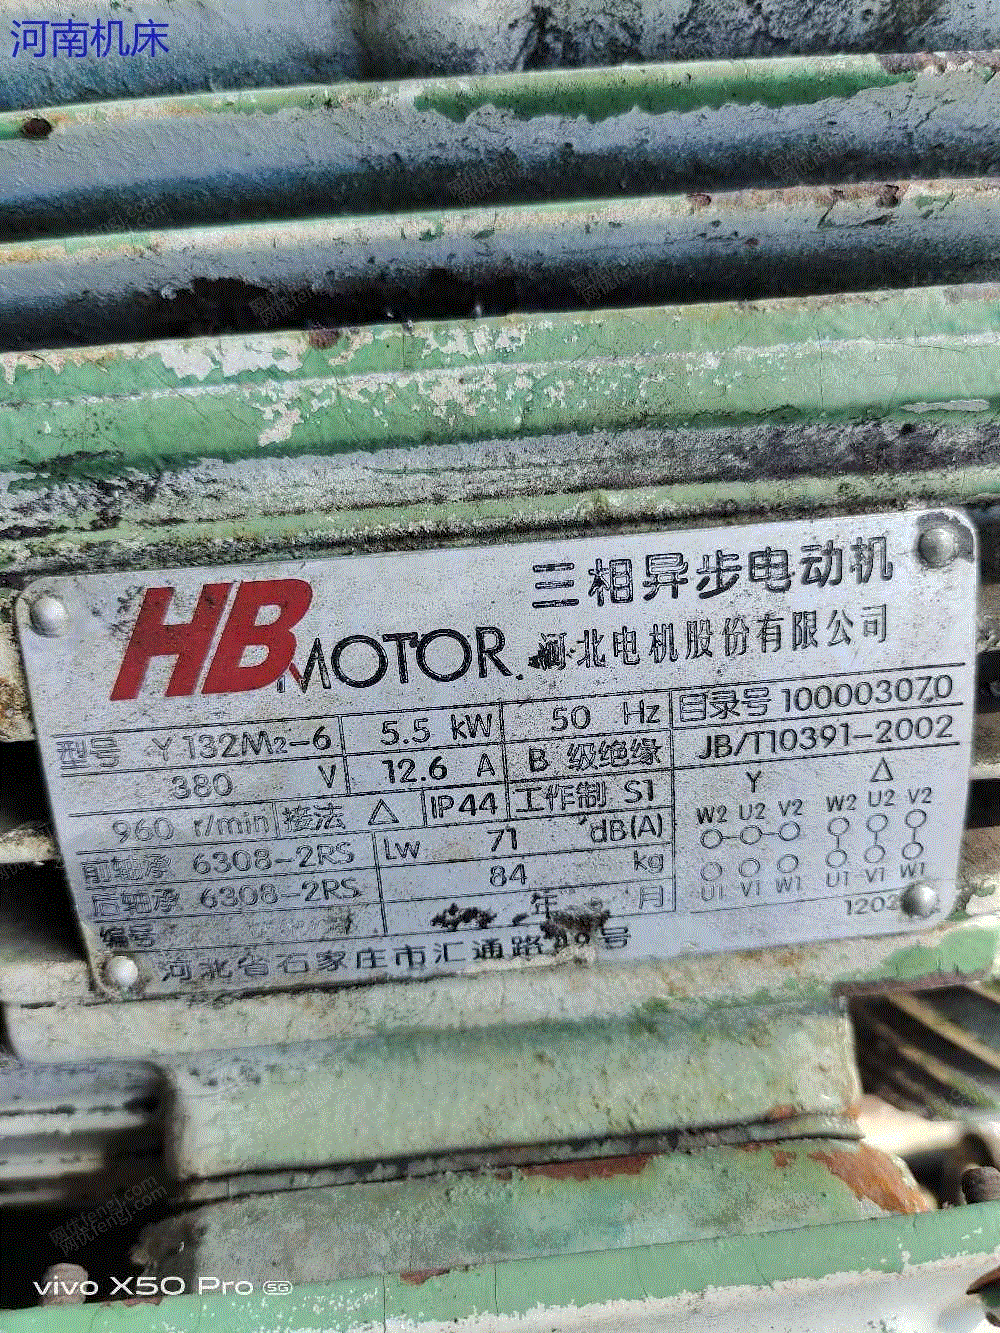 河南机床
HB MOTOR
三相异步电动机
河北电机股份有限公司
型号 Y132M2-6 5.5 kW 50 Hz 目录号 100003070
380 V 12.6 A B 级绝缘 JB/T10391-2002
960 r/min 接法 △ IP44 工作制 S1
前轴承 6308-2RS Lw 71 dB(A)
后轴承 6308-2RS 84 kg
编号 年 月
Y △
W2 U2 V2 W2 U2 V2
U1 V1 W1 U1 V1 W1
河北省石家庄市汇通路 号
vivo X50 Pro 5G